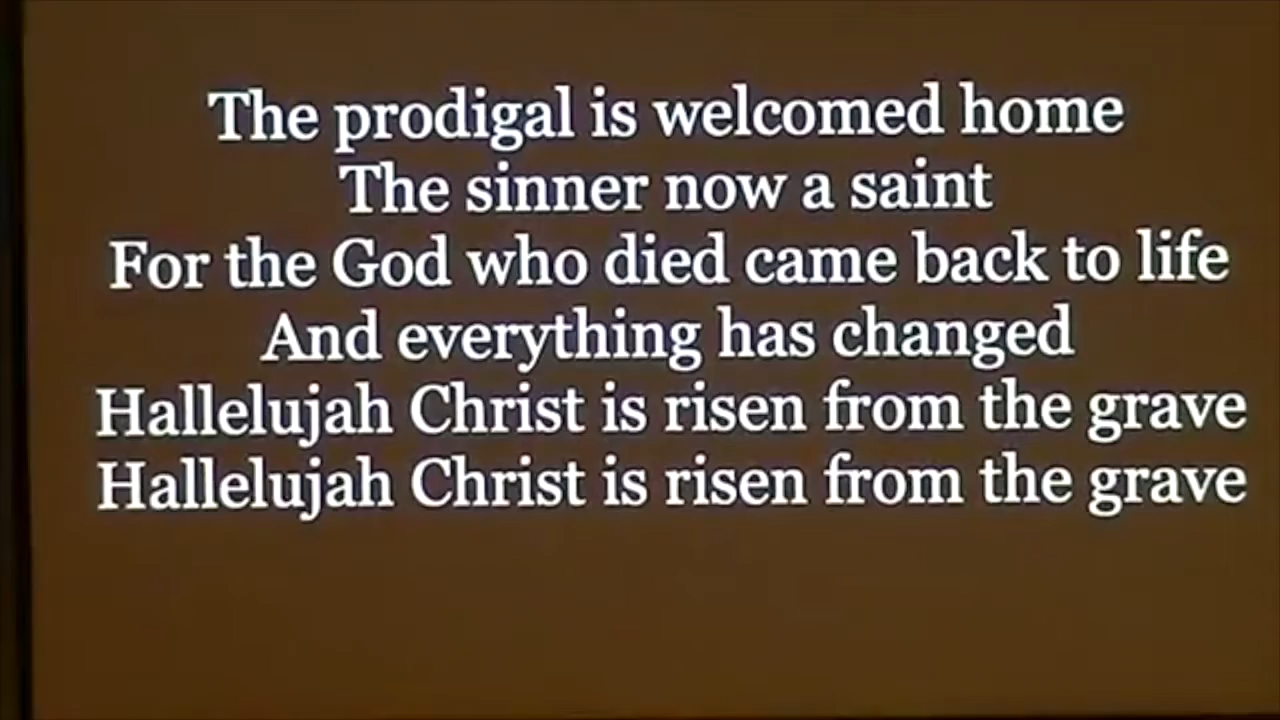 The prodigal is welcomed home
The sinner now a saint
For the God who died came back to life
And everything has changed
Hallelujah Christ is risen from the grave
Hallelujah Christ is risen from the grave